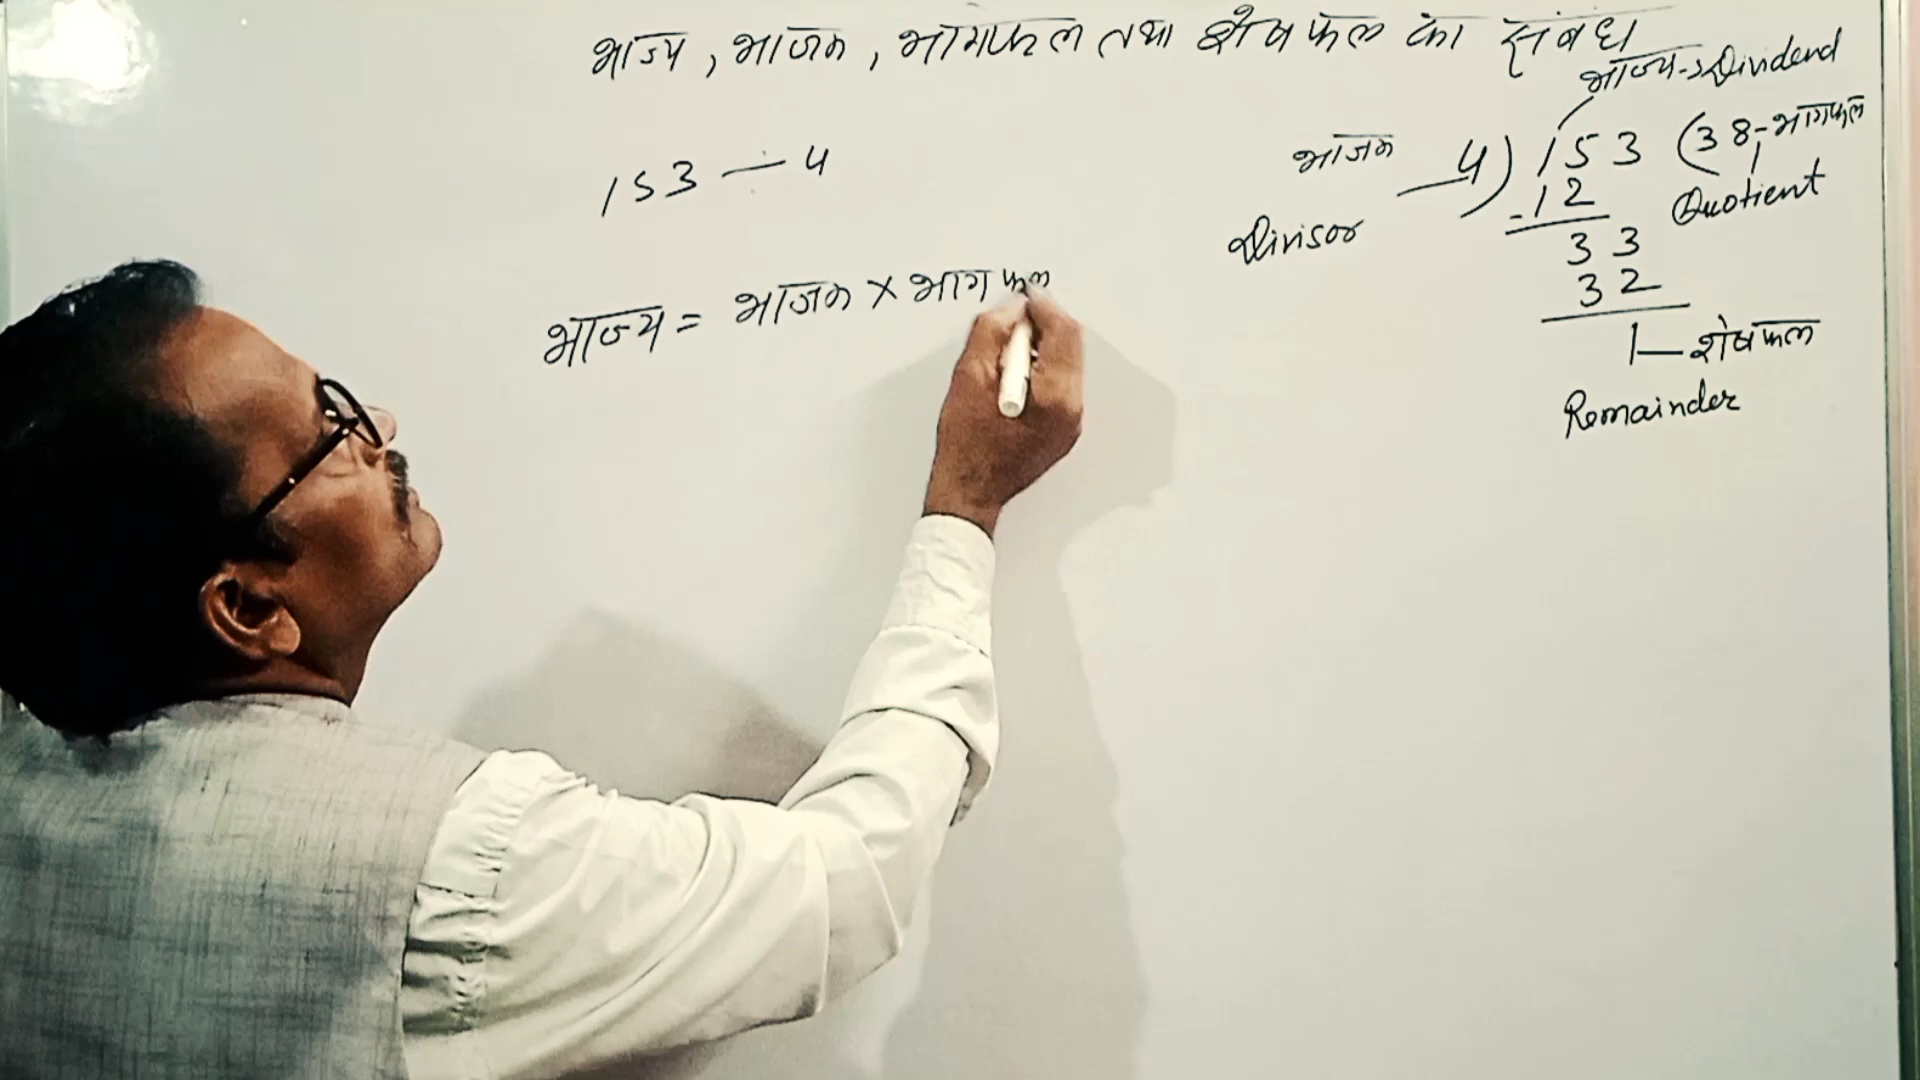 भाज्य, भाजक, भागफल तथा शेषफल का संबंध
153 ÷ 4
भाज्य = भाजक × भागफल
भाज्य → Dividend
भाजक 4) 153 (38 - भागफल
Divisor
Quotient
-12
33
32
1 - शेषफल
Remainder